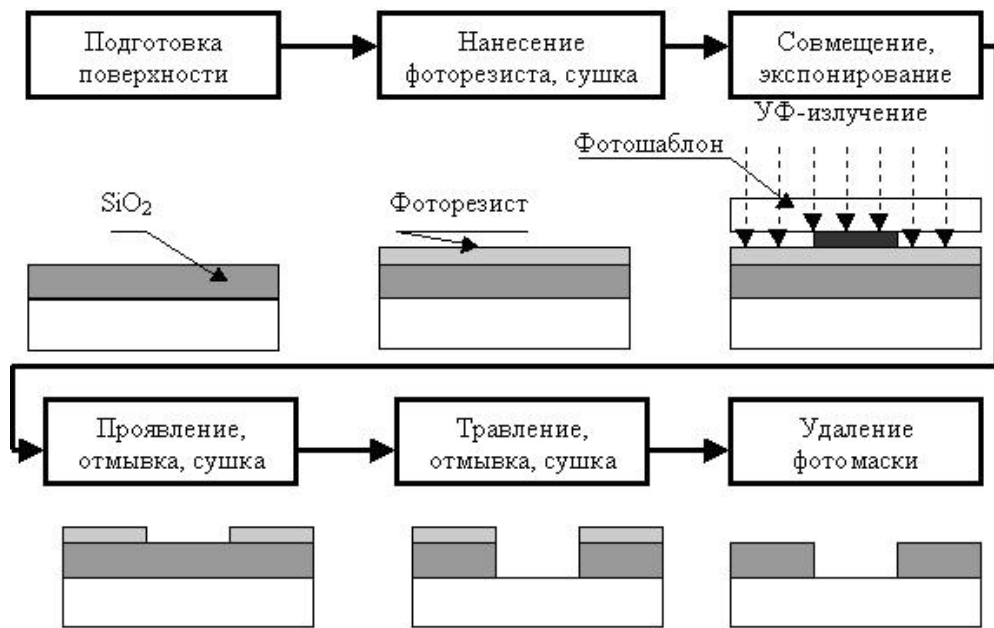 Подготовка
поверхности
Нанесение
фоторезиста, сушка
Совмещение,
экспонирование
УФ-излучение
Фотошаблон
SiO₂
Фоторезист
Проявление,
отмывка, сушка
Травление,
отмывка, сушка
Удаление
фотомаски